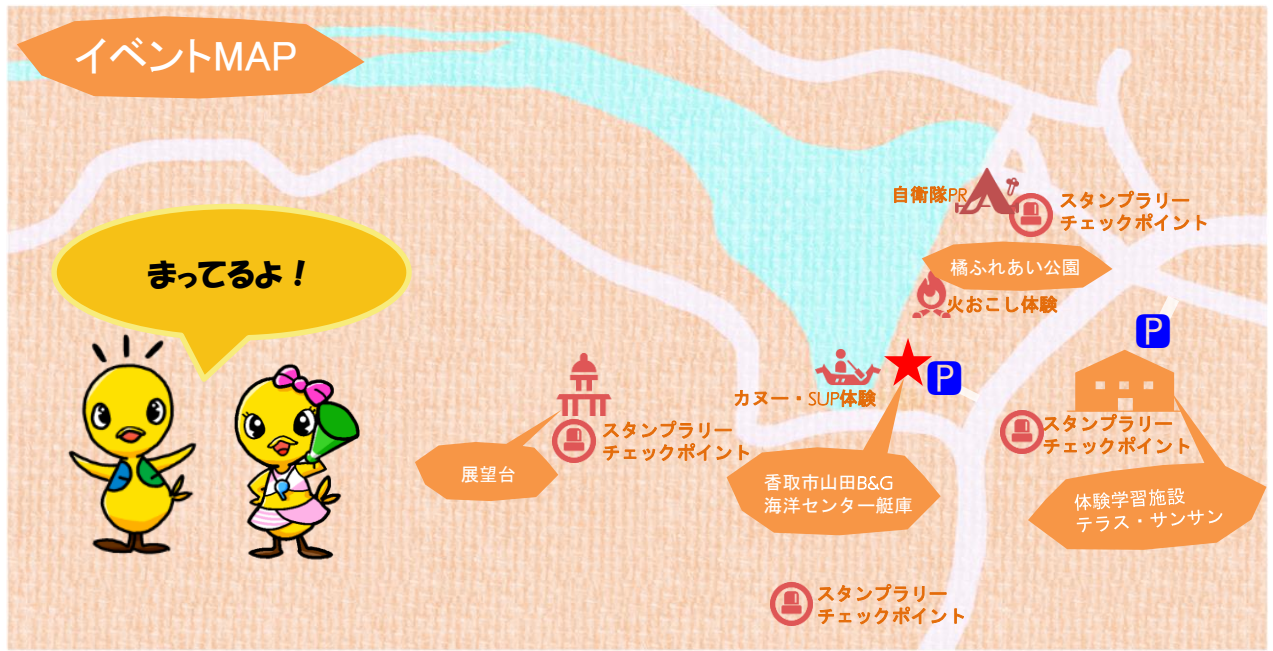 イベントMAP
まってるよ！
自衛隊PR
スタンプラリー
チェックポイント
橘ふれあい公園
火おこし体験
P
P
カヌー・SUP体験
スタンプラリー
チェックポイント
スタンプラリー
チェックポイント
展望台
香取市山田B&G
海洋センター艇庫
体験学習施設
テラス・サンサン
スタンプラリー
チェックポイント